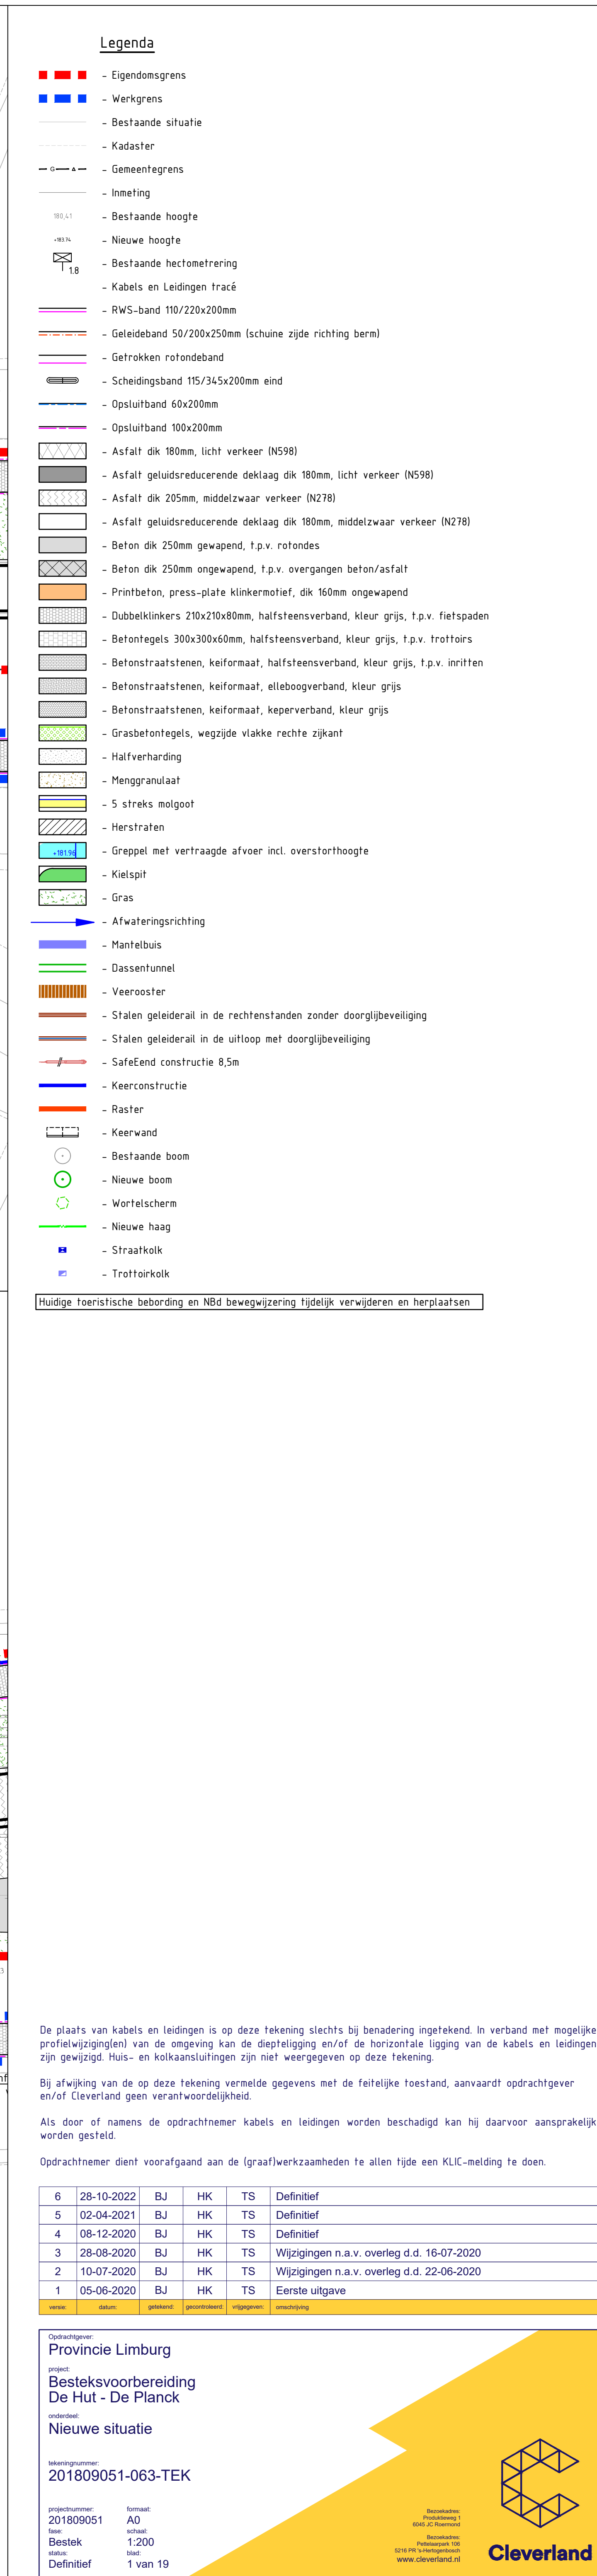 Legenda
- Eigendomsgrens
- Werkgrens
- Bestaande situatie
- Kadaster
G - Gemeentegrens
- Inmeting
180,41 - Bestaande hoogte
+183.74 - Nieuwe hoogte
1.8 - Bestaande hectometrering
- Kabels en Leidingen tracé
- RWS-band 110/220x200mm
- Geleideband 50/200x250mm (schuine zijde richting berm)
- Getrokken rotondeband
- Scheidingsband 115/345x200mm eind
- Opsluitband 60x200mm
- Opsluitband 100x200mm
- Asfalt dik 180mm, licht verkeer (N598)
- Asfalt geluidsreducerende deklaag dik 180mm, licht verkeer (N598)
- Asfalt dik 205mm, middelzwaar verkeer (N278)
- Asfalt geluidsreducerende deklaag dik 180mm, middelzwaar verkeer (N278)
- Beton dik 250mm gewapend, t.p.v. rotondes
- Beton dik 250mm ongewapend, t.p.v. overgangen beton/asfalt
- Printbeton, press-plate klinkermotief, dik 160mm ongewapend
- Dubbelklinkers 210x210x80mm, halfsteensverband, kleur grijs, t.p.v. fietspaden
- Betontegels 300x300x60mm, halfsteensverband, kleur grijs, t.p.v. trottoirs
- Betonstraatstenen, keiformaat, halfsteensverband, kleur grijs, t.p.v. inritten
- Betonstraatstenen, keiformaat, elleboogverband, kleur grijs
- Betonstraatstenen, keiformaat, keperverband, kleur grijs
- Grasbetontegels, wegzijde vlakke rechte zijkant
- Halfverharding
- Menggranulaat
- 5 streks molgoot
- Herstraten
+181.96 - Greppel met vertraagde afvoer incl. overstorthoogte
- Kielspit
- Gras
- Afwateringsrichting
- Mantelbuis
- Dassentunnel
- Veerooster
- Stalen geleiderail in de rechtenstanden zonder doorglijbeveiliging
- Stalen geleiderail in de uitloop met doorglijbeveiliging
- SafeEend constructie 8,5m
- Keerconstructie
- Raster
- Keerwand
- Bestaande boom
- Nieuwe boom
- Wortelscherm
- Nieuwe haag
- Straatkolk
- Trottoirkolk
Huidige toeristische bebording en NBd bewegwijzering tijdelijk verwijderen en herplaatsen
De plaats van kabels en leidingen is op deze tekening slechts bij benadering ingetekend. In verband met mogelijke
profielwijziging(en) van de omgeving kan de diepteligging en/of de horizontale ligging van de kabels en leidingen
zijn gewijzigd. Huis- en kolkaansluitingen zijn niet weergegeven op deze tekening.
Bij afwijking van de op deze tekening vermelde gegevens met de feitelijke toestand, aanvaardt opdrachtgever
en/of Cleverland geen verantwoordelijkheid.
Als door of namens de opdrachtnemer kabels en leidingen worden beschadigd kan hij daarvoor aansprakelijk
worden gesteld.
Opdrachtnemer dient voorafgaand aan de (graaf)werkzaamheden te allen tijde een KLIC-melding te doen.
6 28-10-2022 BJ HK TS Definitief
5 02-04-2021 BJ HK TS Definitief
4 08-12-2020 BJ HK TS Definitief
3 28-08-2020 BJ HK TS Wijzigingen n.a.v. overleg d.d. 16-07-2020
2 10-07-2020 BJ HK TS Wijzigingen n.a.v. overleg d.d. 22-06-2020
1 05-06-2020 BJ HK TS Eerste uitgave
versie: datum: getekend: gecontroleerd: vrijgegeven: omschrijving
Opdrachtgever:
Provincie Limburg
project:
Besteksvoorbereiding
De Hut - De Planck
onderdeel:
Nieuwe situatie
tekeningnummer:
201809051-063-TEK
projectnummer: formaat:
201809051 A0
fase: schaal:
Bestek 1:200
status: blad:
Definitief 1 van 19
Bezoekadres:
Produktieweg 1
6045 JC Roermond
Bezoekadres:
Pettelaarpark 106
5216 PR 's-Hertogenbosch
www.cleverland.nl
Cleverland